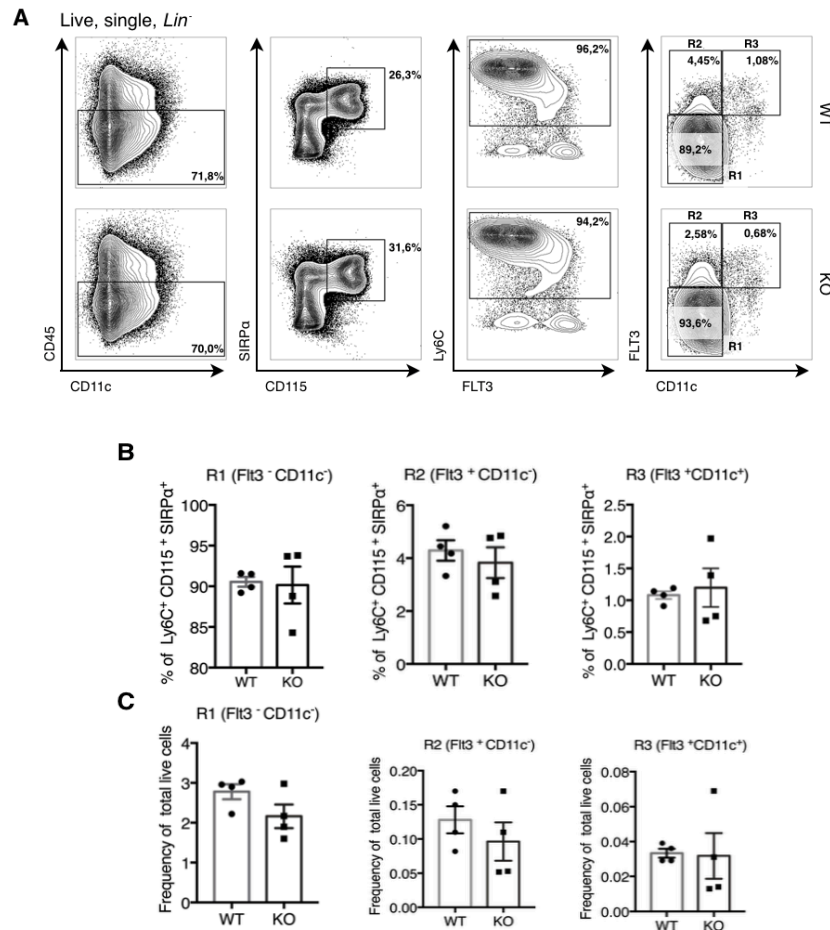 A
Live, single, Lin-
CD45
71,8%
70,0%
CD11c
SIRPα
26,3%
31,6%
CD115
Ly6C
96,2%
94,2%
FLT3
FLT3
R2 R3
4,45% 1,08%
89,2%
R1
WT
R2 R3
2,58% 0,68%
93,6%
R1
KO
CD11c
B
R1 (Flt3 - CD11c-)
% of Ly6C+ CD115 + SIRPα+
100
95
90
85
80
WT KO
R2 (Flt3 + CD11c-)
% of Ly6C+ CD115 + SIRPα+
6
4
2
0
WT KO
R3 (Flt3 +CD11c+)
% of Ly6C+ CD115 + SIRPα+
2.5
2.0
1.5
1.0
0.5
0.0
WT KO
C
R1 (Flt3 - CD11c-)
Frequency of total live cells
4
3
2
1
0
WT KO
R2 (Flt3 + CD11c-)
Frequency of total live cells
0.20
0.15
0.10
0.05
0.00
WT KO
R3 (Flt3 +CD11c+)
Frequency of total live cells
0.08
0.06
0.04
0.02
0.00
WT KO